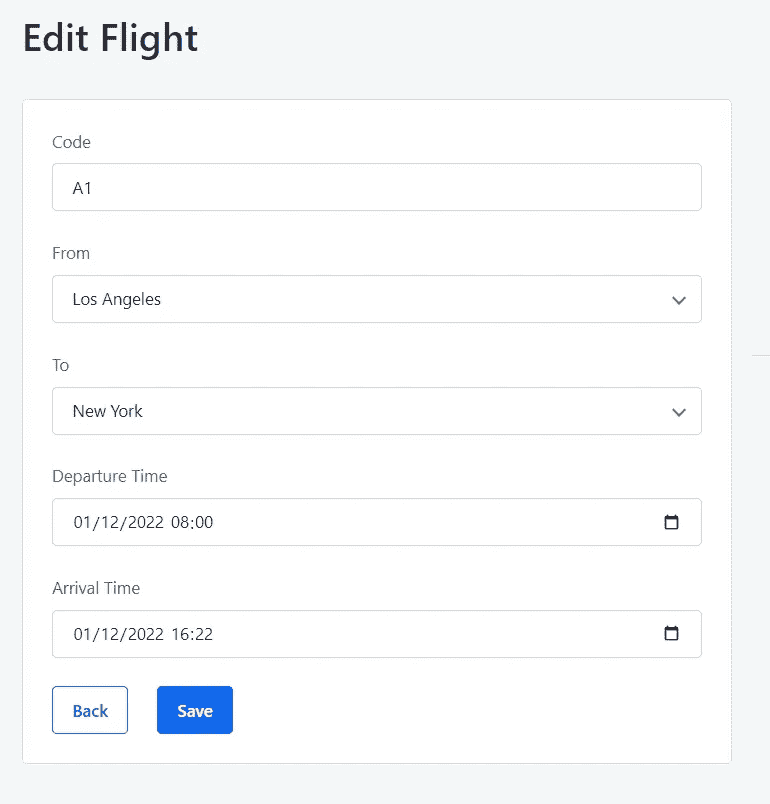 Edit Flight
Code
A1
From
Los Angeles
To
New York
Departure Time
01/12/2022 08:00
Arrival Time
01/12/2022 16:22
Back Save